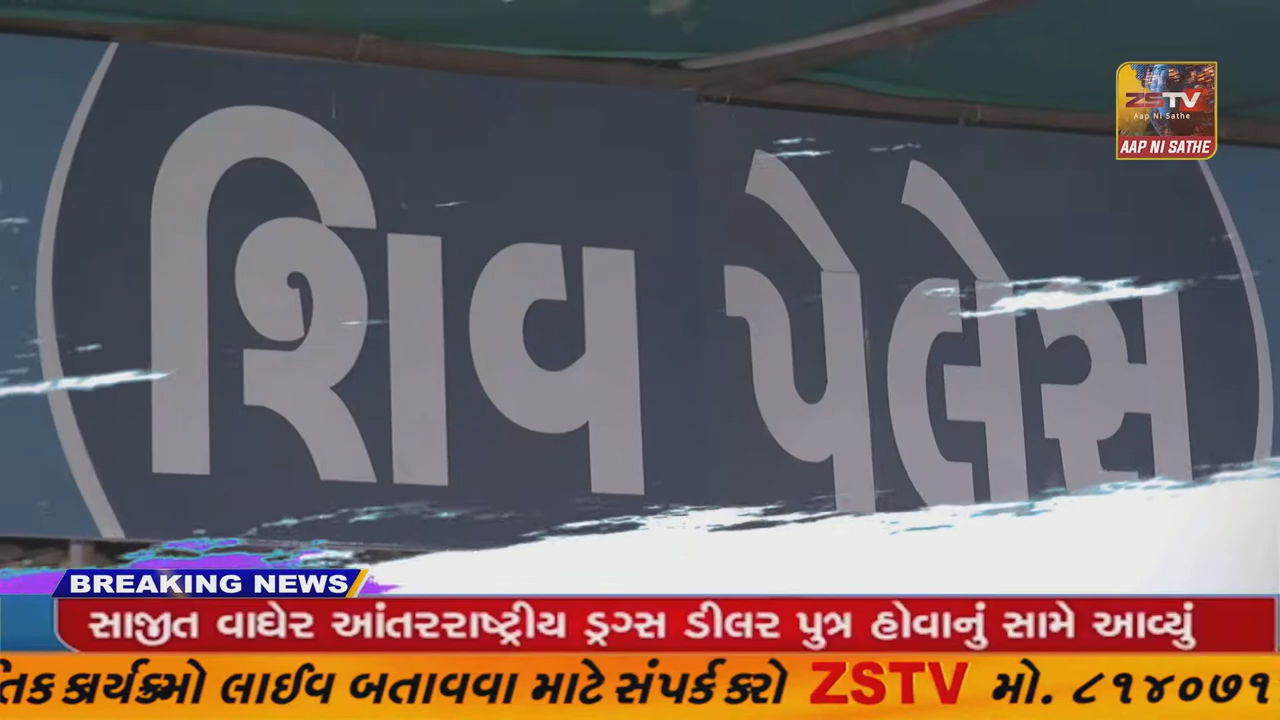 શિવ પેલેસ
ZSTV
Aap Ni Sathe
AAP NI SATHE
BREAKING NEWS
સાજીત વાઘેર આંતરરાષ્ટ્રીય ડ્રગ્સ ડીલર પુત્ર હોવાનું સામે આવ્યું
તિક કાર્યક્રમો લાઈવ બતાવવા માટે સંપર્ક કરો ZSTV મો. ૮૧૪૦૭૧